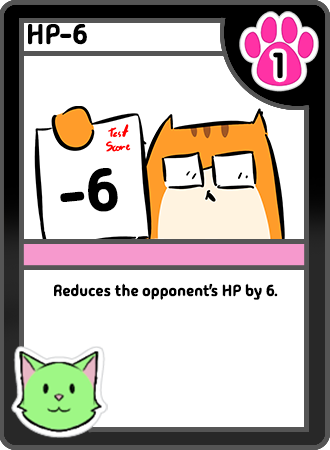 HP-6
1
Test
Score
-6
Reduces the opponent's HP by 6.